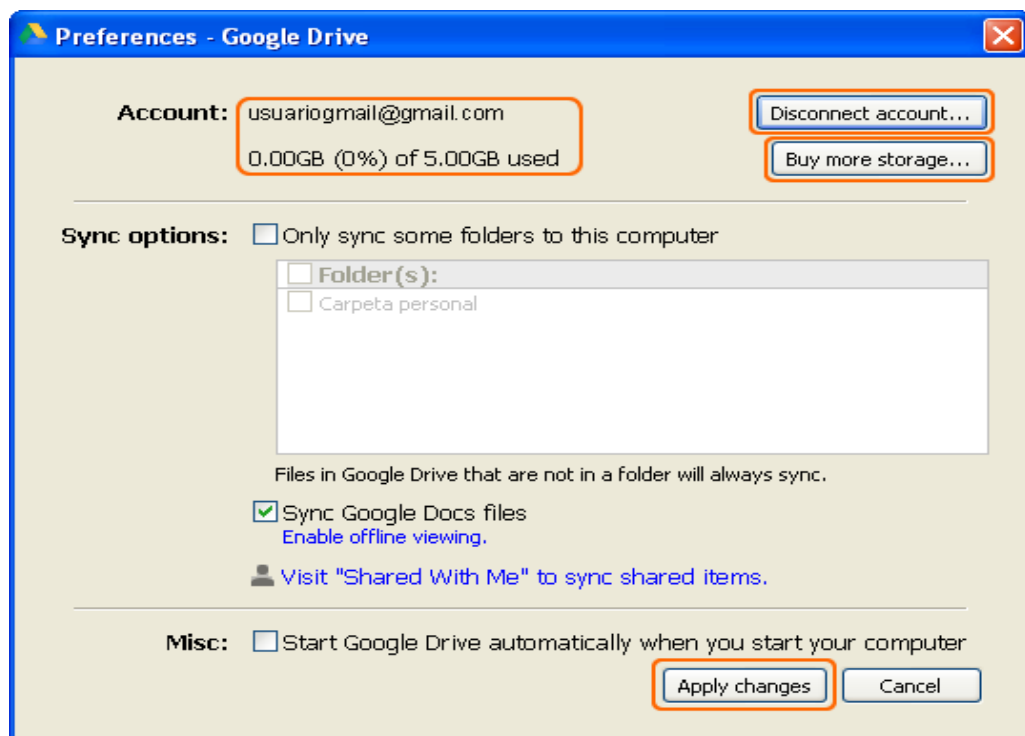 Preferences - Google Drive
Account: usuariogmail@gmail.com Disconnect account...
0.00GB (0%) of 5.00GB used Buy more storage...
Sync options: Only sync some folders to this computer
Folder(s):
Carpeta personal
Files in Google Drive that are not in a folder will always sync.
Sync Google Docs files
Enable offline viewing.
Visit "Shared With Me" to sync shared items.
Misc: Start Google Drive automatically when you start your computer
Apply changes Cancel